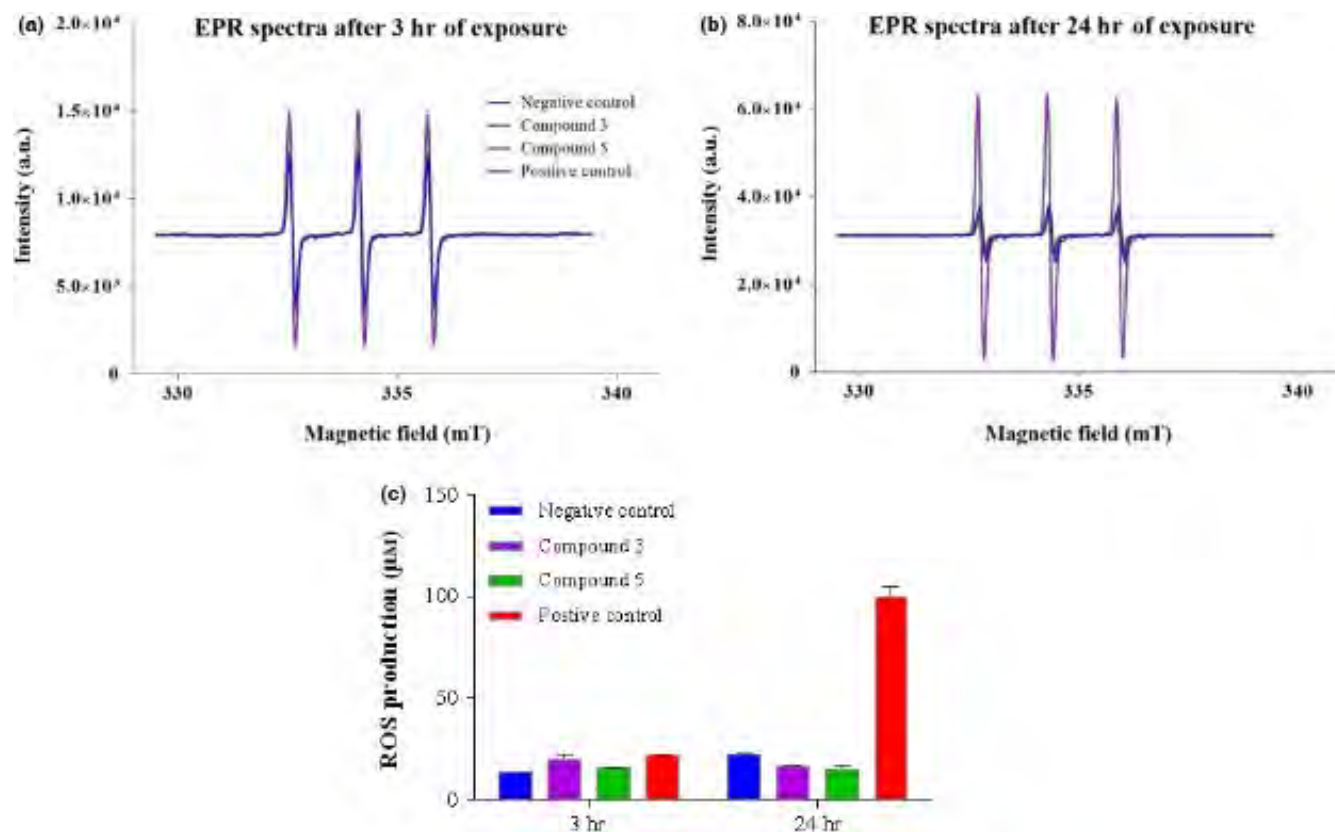 (a)
EPR spectra after 3 hr of exposure
2.0×10⁴
1.5×10⁴
1.0×10⁴
5.0×10³
0
Intensity (a.n.)
Negative control
Compound 3
Compound 5
Positive control
330
335
340
Magnetic field (mT)
(b)
EPR spectra after 24 hr of exposure
8.0×10⁴
6.0×10⁴
4.0×10⁴
2.0×10⁴
0
Intensity (a.u.)
330
335
340
Magnetic field (mT)
(c)
150
100
50
0
ROS production (µM)
Negative control
Compound 3
Compound 5
Postive control
3 hr
24 hr